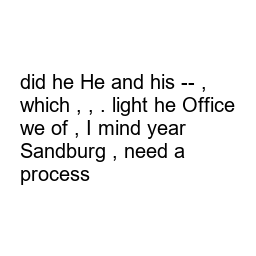 did he He and his -- ,
which , , . light he Office
we of , I mind year
Sandburg , need a
process